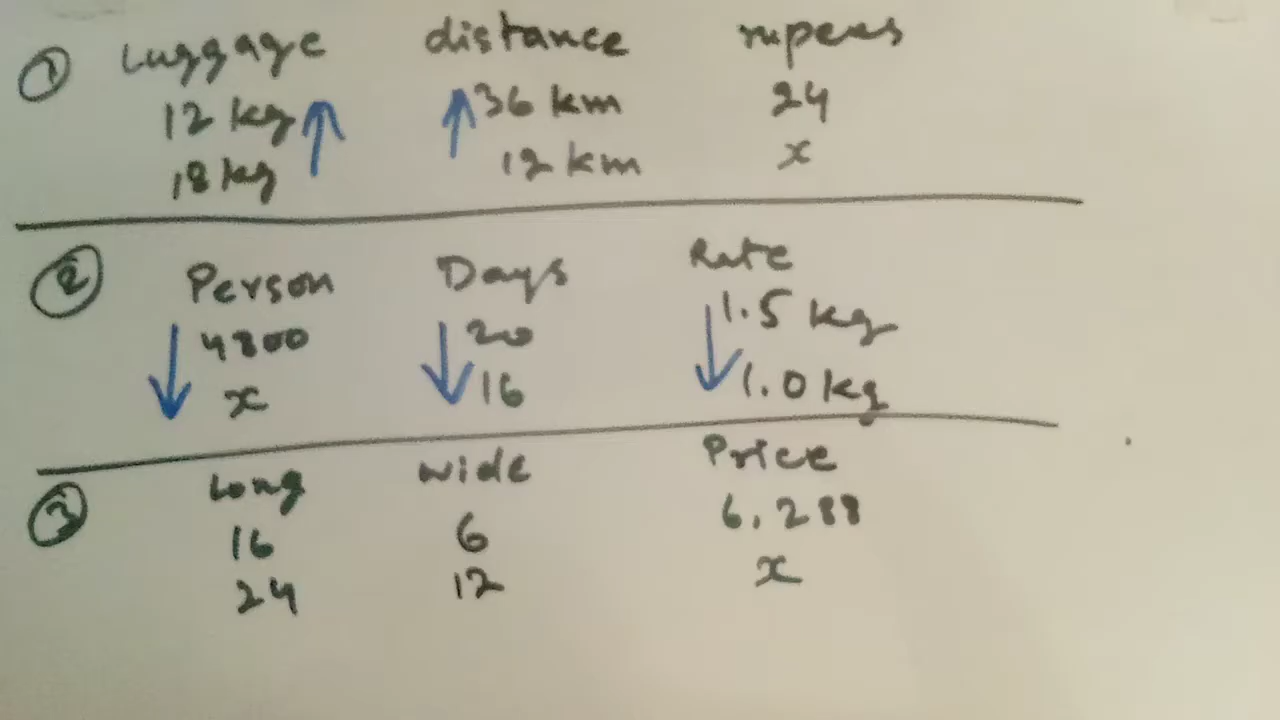 ① Luggage distance rupees
12 kg ↑ ↑ 36 km 24
18 kg 12 km x
② Person Days Rate
4800 20 1.5 kg
x 16 1.0 kg
③ Long wide Price
16 6 6,288
24 12 x